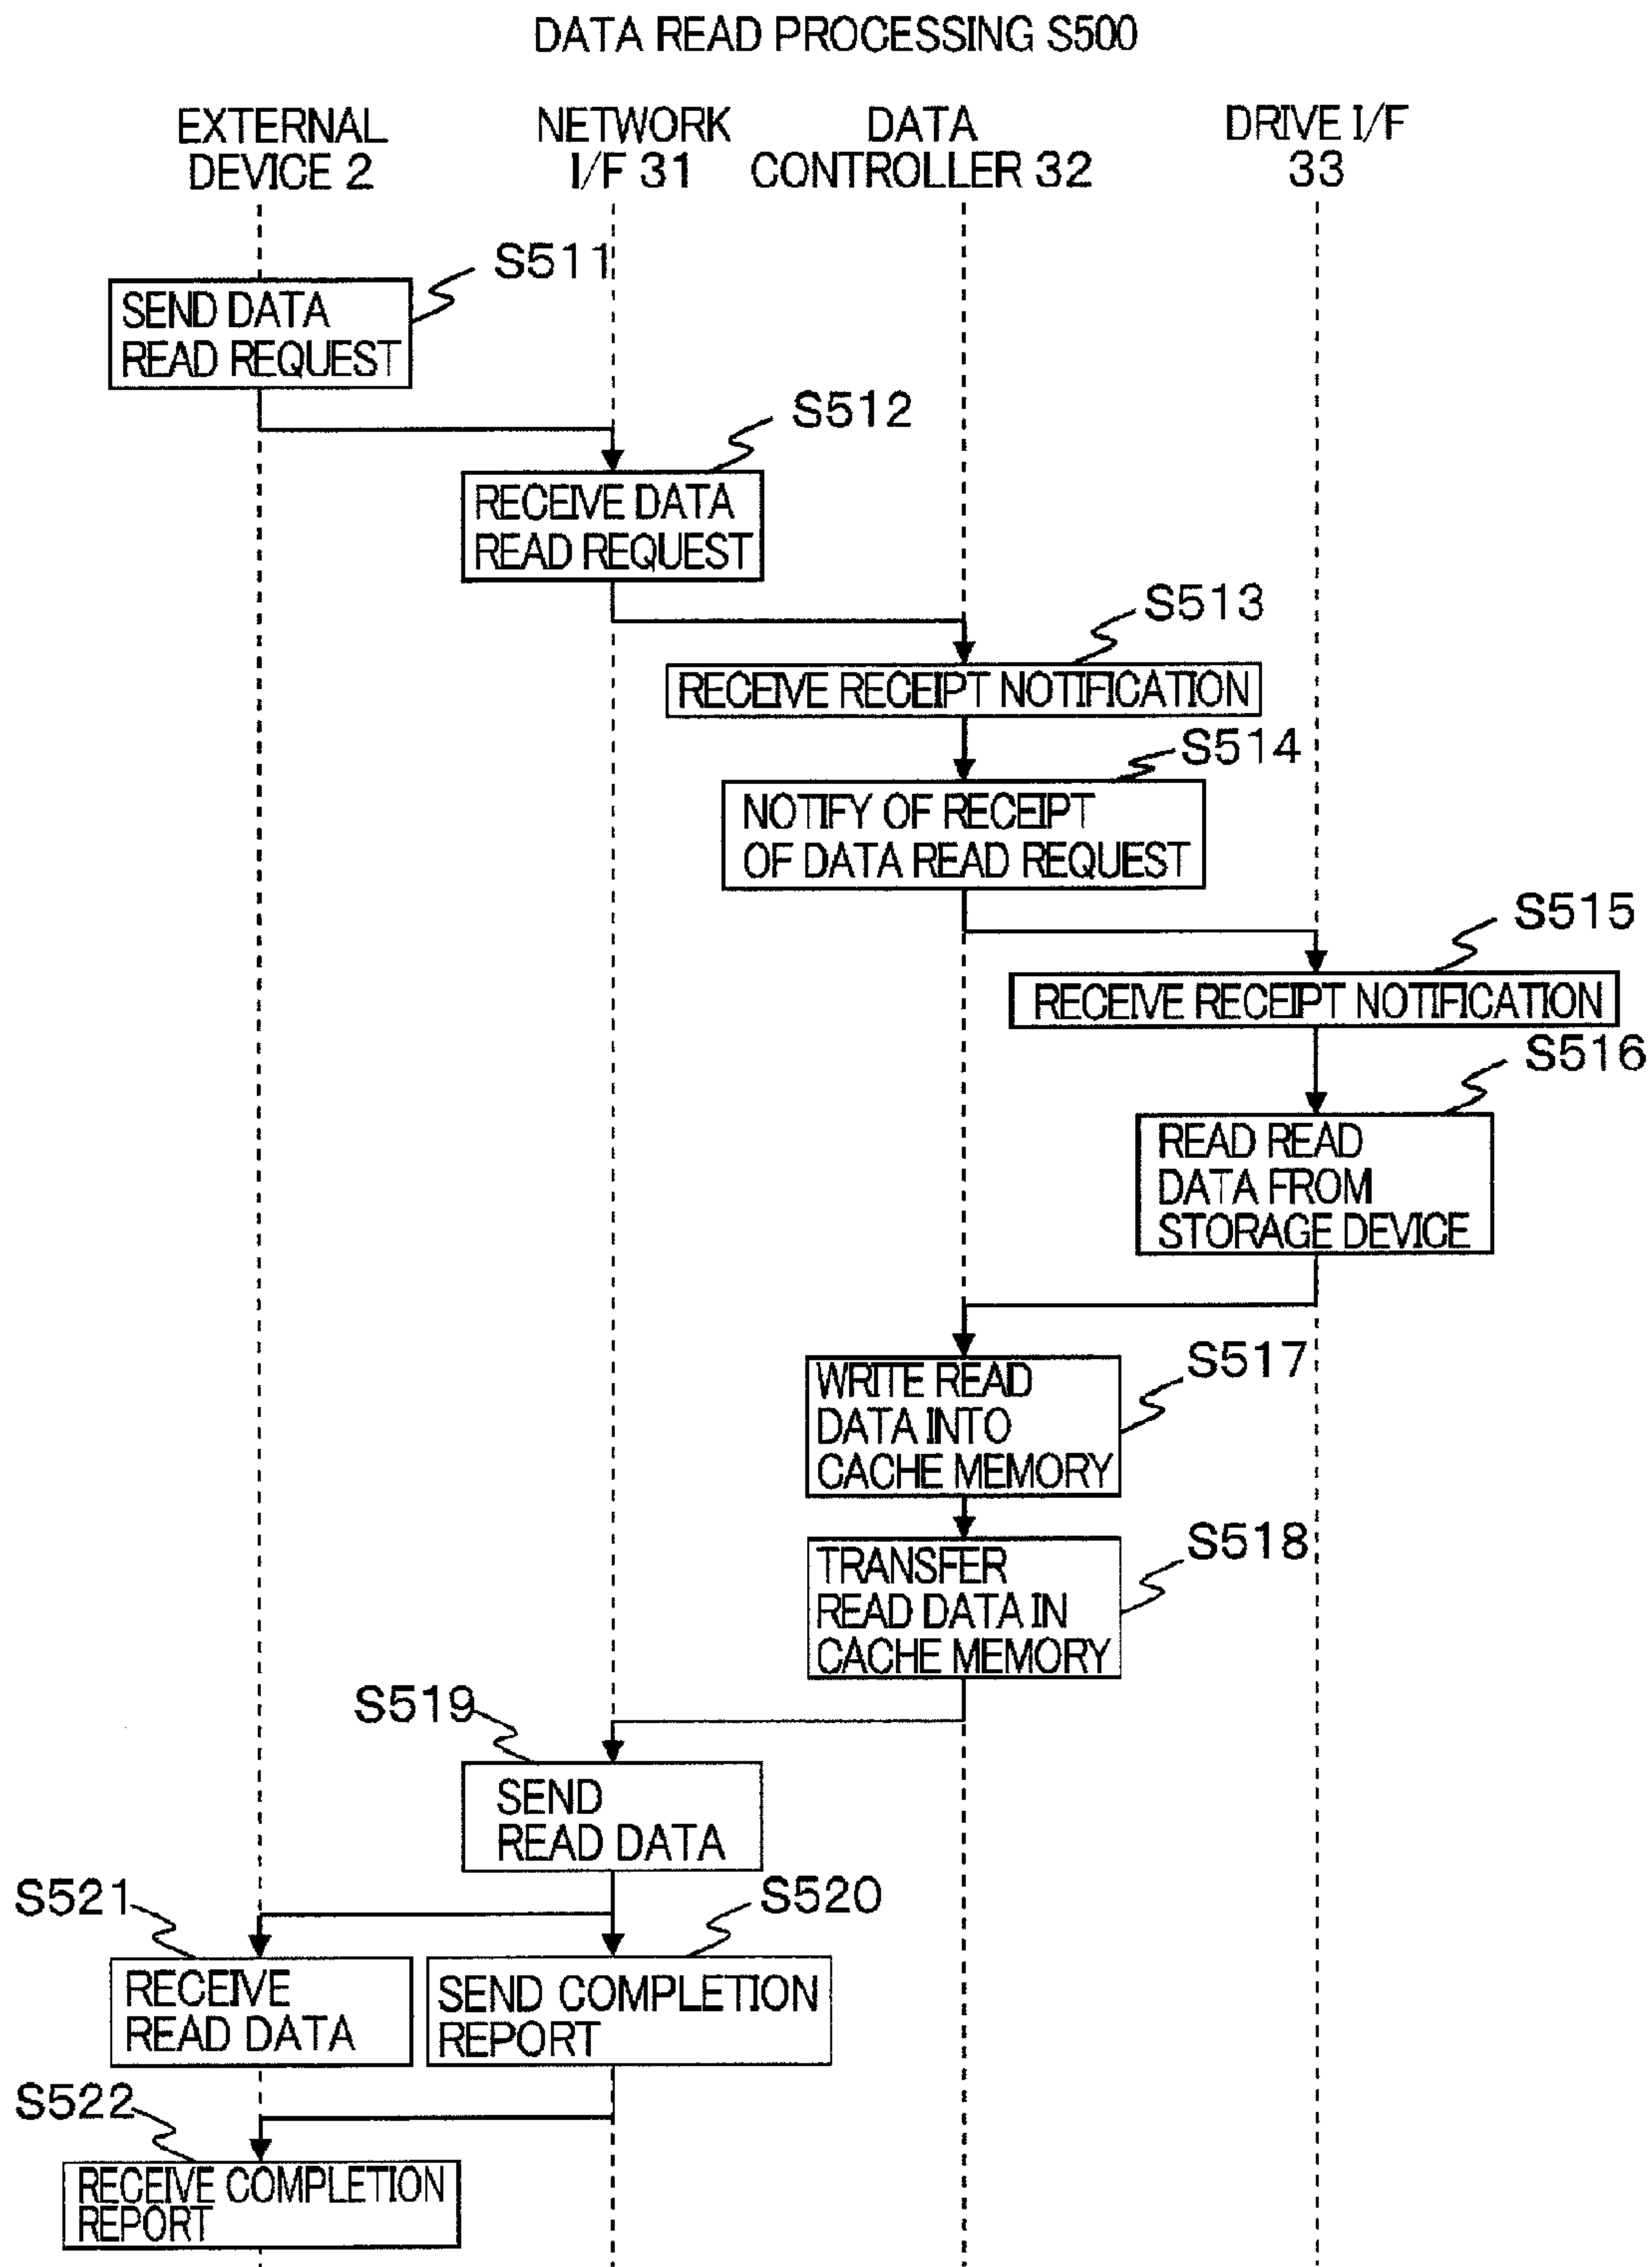 DATA READ PROCESSING S500
EXTERNAL
DEVICE 2
NETWORK
I/F 31
DATA
CONTROLLER 32
DRIVE I/F
33
S511
SEND DATA
READ REQUEST
S512
RECEIVE DATA
READ REQUEST
S513
RECEIVE RECEIPT NOTIFICATION
S514
NOTIFY OF RECEIPT
OF DATA READ REQUEST
S515
RECEIVE RECEIPT NOTIFICATION
S516
READ READ
DATA FROM
STORAGE DEVICE
S517
WRITE READ
DATA INTO
CACHE MEMORY
S518
TRANSFER
READ DATA IN
CACHE MEMORY
S519
SEND
READ DATA
S521
S520
RECEIVE
READ DATA
SEND COMPLETION
REPORT
S522
RECEIVE COMPLETION
REPORT